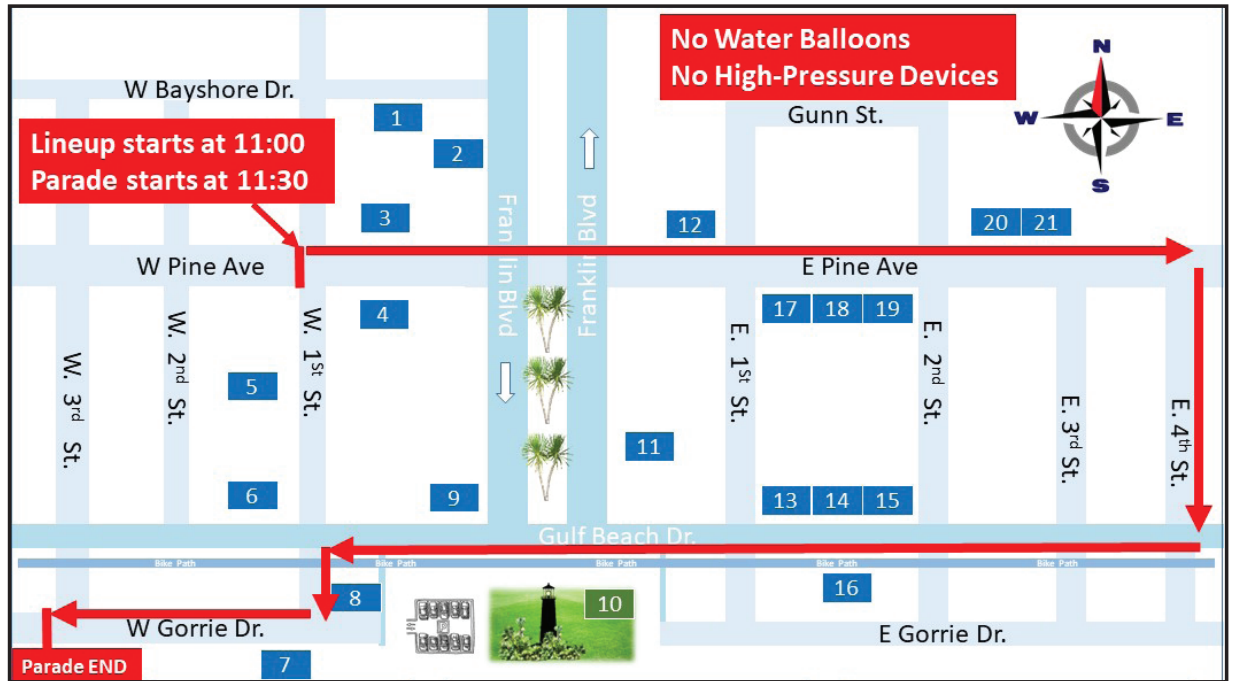 No Water Balloons
No High-Pressure Devices
N
W
E
S
W Bayshore Dr.
Gunn St.
1
2
Lineup starts at 11:00
Parade starts at 11:30
3
12
20
21
Franklin Blvd
Franklin Blvd
W Pine Ave
E Pine Ave
4
17
18
19
W. 3rd St.
W. 2nd St.
W. 1St St.
E. 1st St.
E. 2nd St.
E. 3rd St.
E. 4th St.
5
11
6
9
13
14
15
Gulf Beach Dr.
Bike Path
Bike Path
Bike Path
Bike Path
Bike Path
8
10
16
W Gorrie Dr.
E Gorrie Dr.
Parade END
7